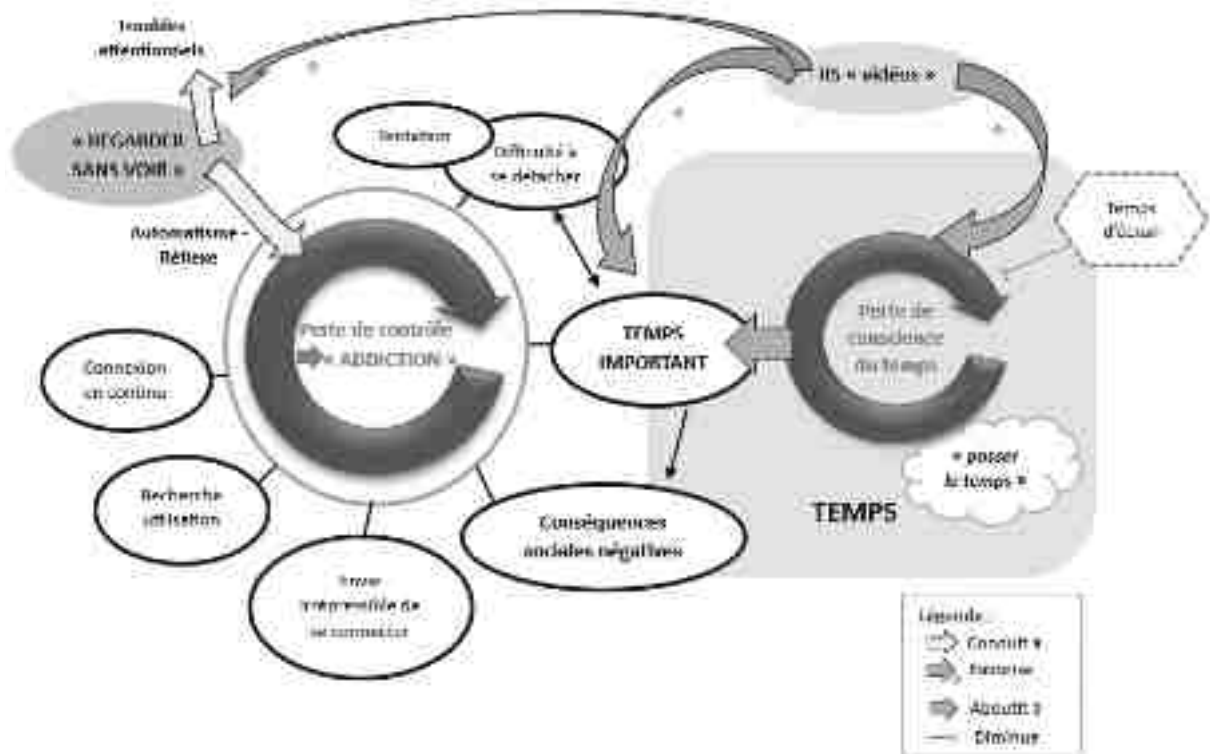 Troubles
attentionnels
RS « vidéos »
« REGARDER
SANS VOIR »
Tentation
Difficulté à
se détacher
Temps
d'écran
Automatisme -
Réflexe
Perte de contrôle
« ADDICTION »
TEMPS
IMPORTANT
Perte de
conscience
du temps
Connexion
en continu
« passer
le temps »
Recherche
utilisation
TEMPS
Conséquences
sociales négatives
Envie
irrépressible de
se connecter
Légende
Conduit à
Favorise
Aboutit à
Diminue